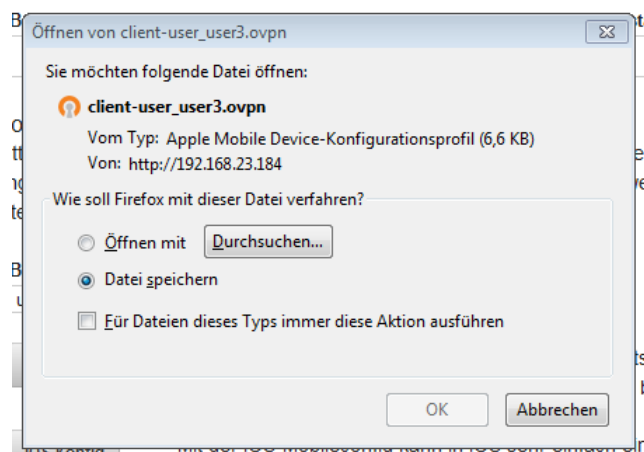 Öffnen von client-user_user3.ovpn
Sie möchten folgende Datei öffnen:
client-user_user3.ovpn
Vom Typ: Apple Mobile Device-Konfigurationsprofil (6,6 KB)
Von: http://192.168.23.184
Wie soll Firefox mit dieser Datei verfahren?
Öffnen mit Durchsuchen...
Datei speichern
Für Dateien dieses Typs immer diese Aktion ausführen
OK Abbrechen